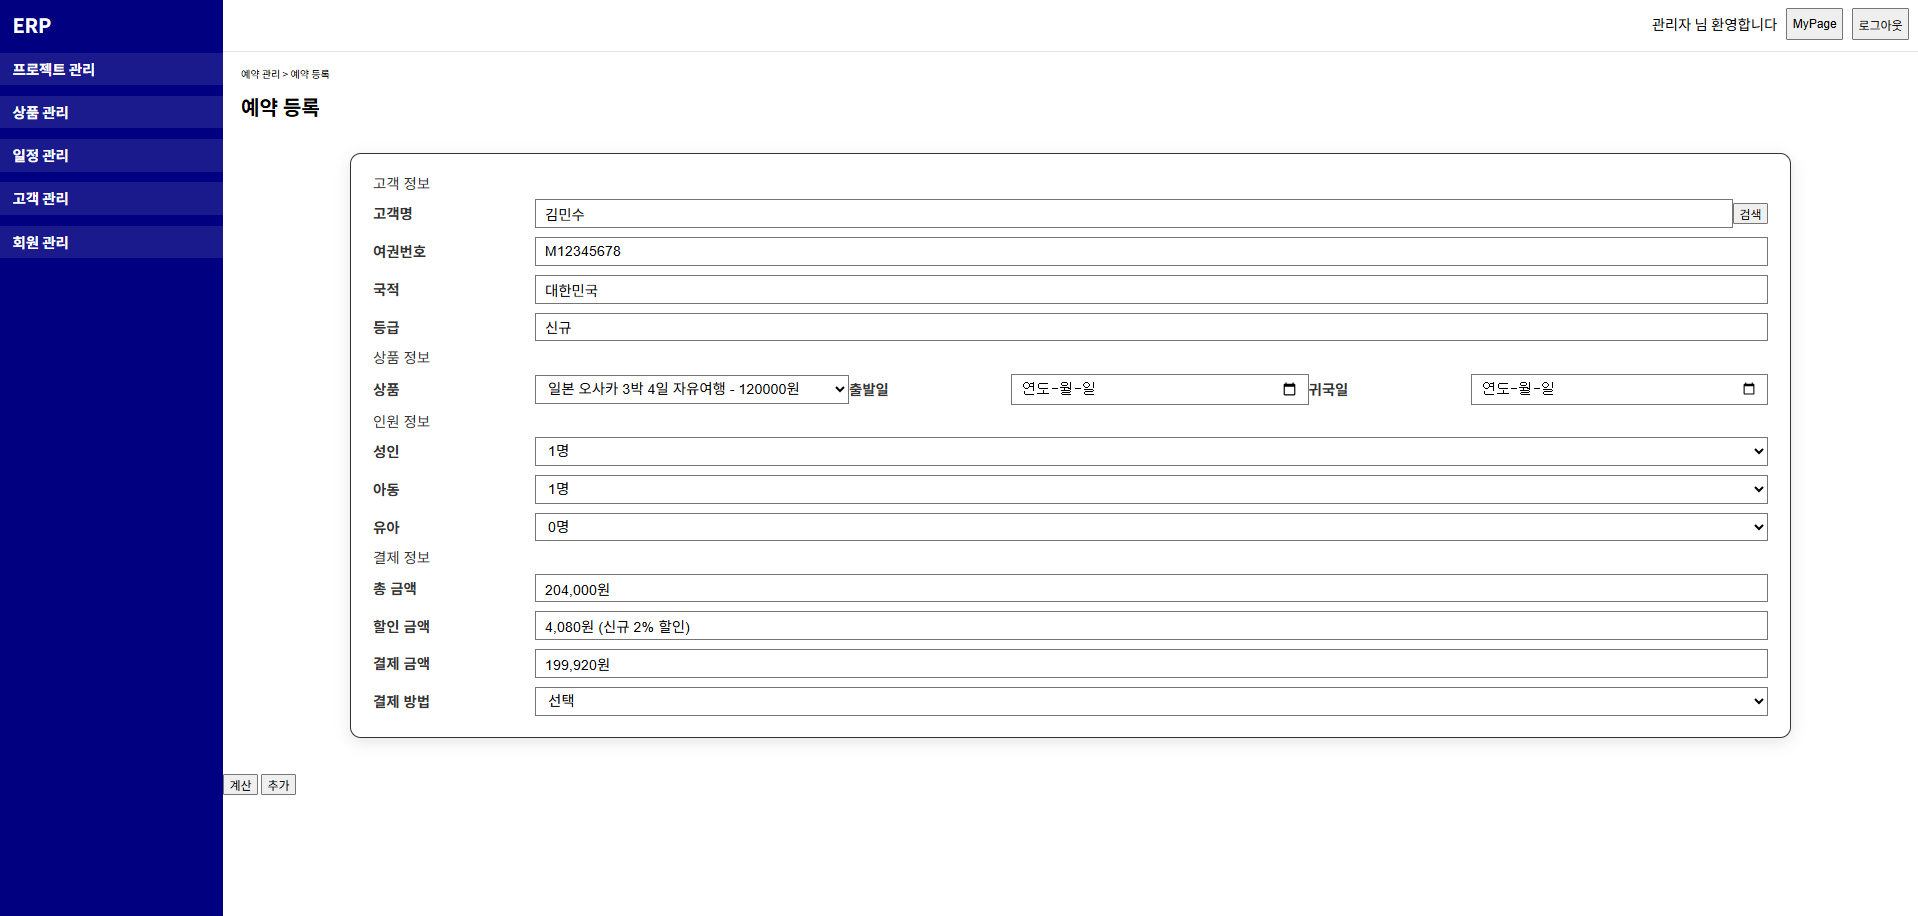 ERP
관리자 님 환영합니다 MyPage 로그아웃
프로젝트 관리
상품 관리
일정 관리
고객 관리
회원 관리
예약 관리 > 예약 등록
예약 등록
고객 정보
고객명 김민수 검색
여권번호 M12345678
국적 대한민국
등급 신규
상품 정보
상품 일본 오사카 3박 4일 자유여행 - 120000원 출발일 연도-월-일 귀국일 연도-월-일
인원 정보
성인 1명
아동 1명
유아 0명
결제 정보
총 금액 204,000원
할인 금액 4,080원 (신규 2% 할인)
결제 금액 199,920원
결제 방법 선택
계산 추가